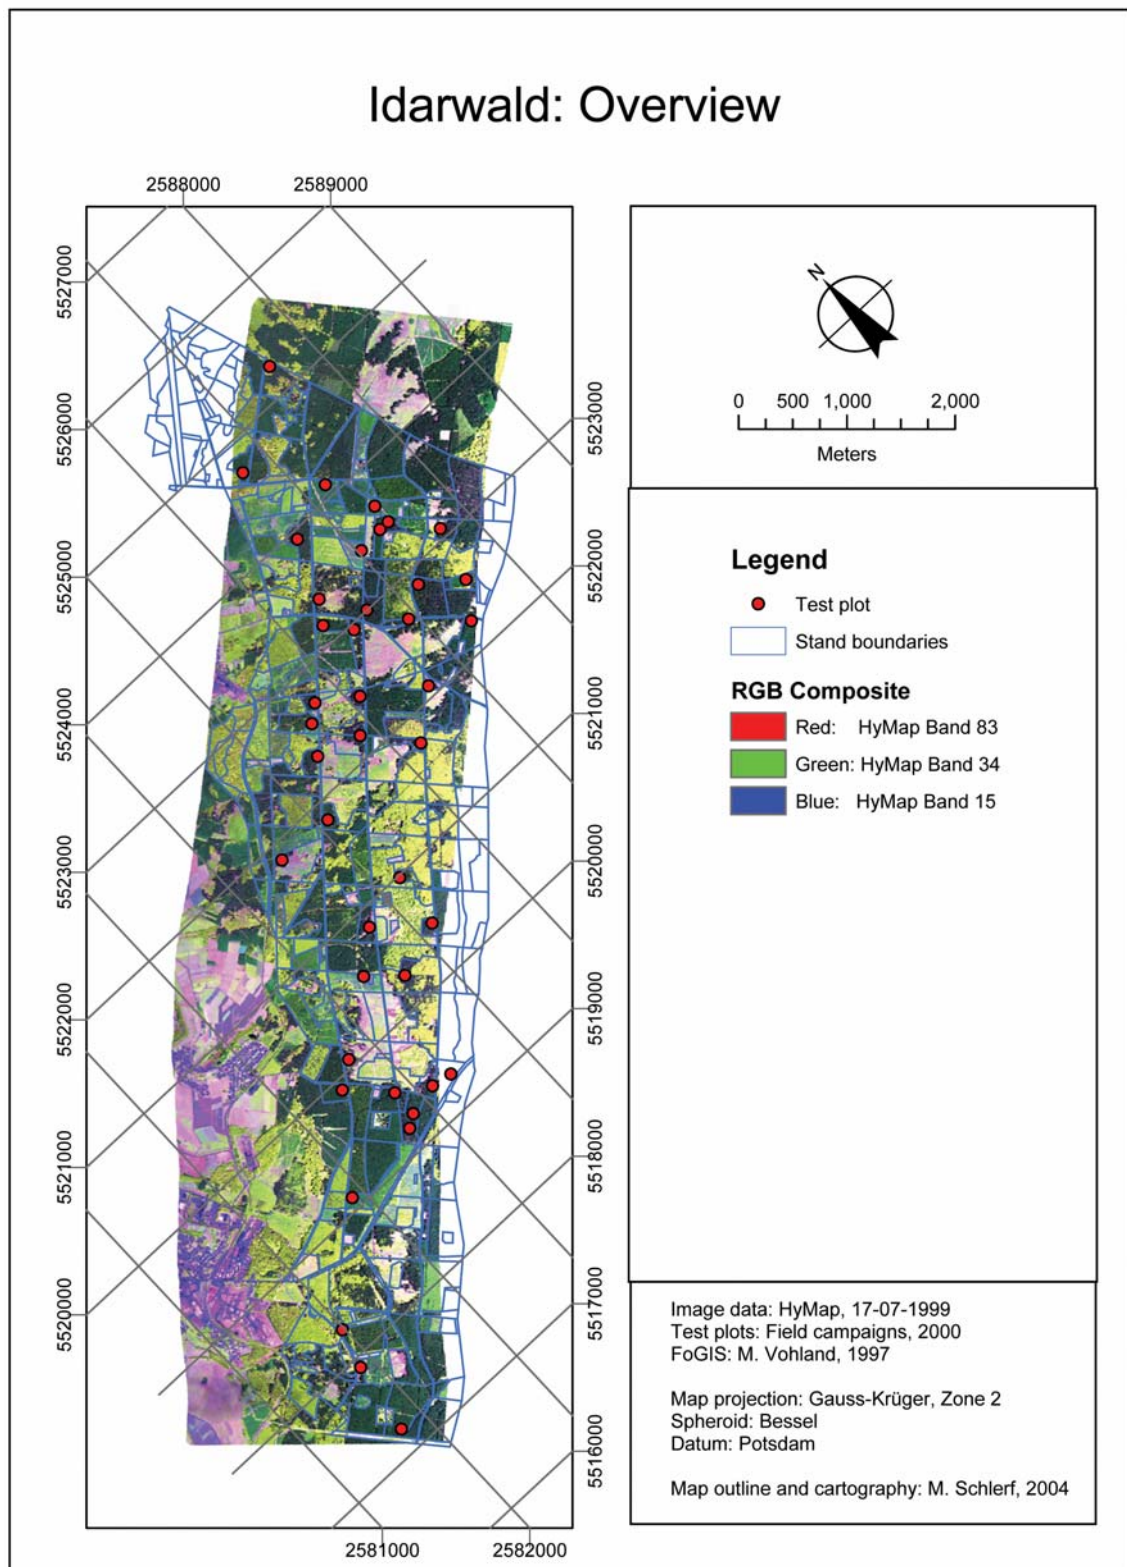 Idarwald: Overview
2588000
2589000
5527000
5526000
5525000
5524000
5523000
5522000
5521000
5520000
5523000
5522000
5521000
5520000
5519000
5518000
5517000
5516000
2581000
2582000
N
0 500 1,000 2,000
Meters
Legend
Test plot
Stand boundaries
RGB Composite
Red: HyMap Band 83
Green: HyMap Band 34
Blue: HyMap Band 15
Image data: HyMap, 17-07-1999
Test plots: Field campaigns, 2000
FoGIS: M. Vohland, 1997
Map projection: Gauss-Krüger, Zone 2
Spheroid: Bessel
Datum: Potsdam
Map outline and cartography: M. Schlerf, 2004